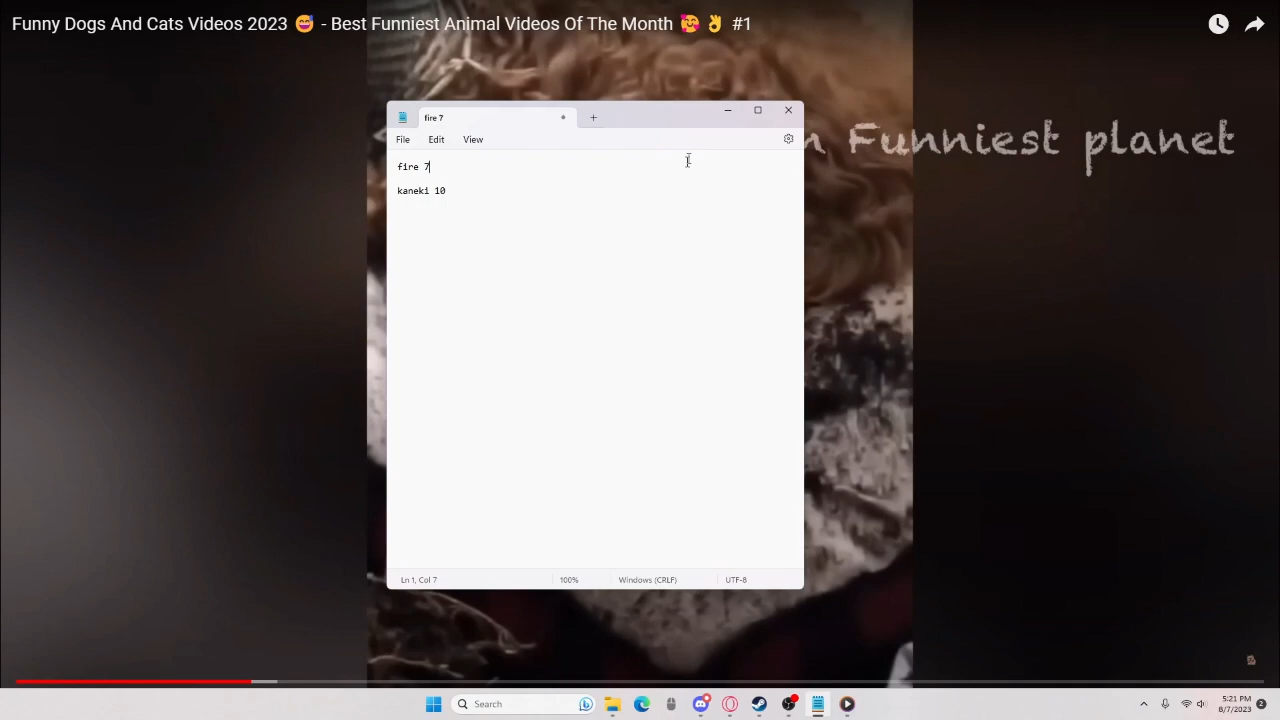 Funny Dogs And Cats Videos 2023 😅 - Best Funniest Animal Videos Of The Month 🥰 👌 #1
fire 7
File Edit View
n Funniest planet
fire 7
kaneki 10
Ln 1, Col 7 100% Windows (CRLF) UTF-8
Search
5:21 PM
8/7/2023
2